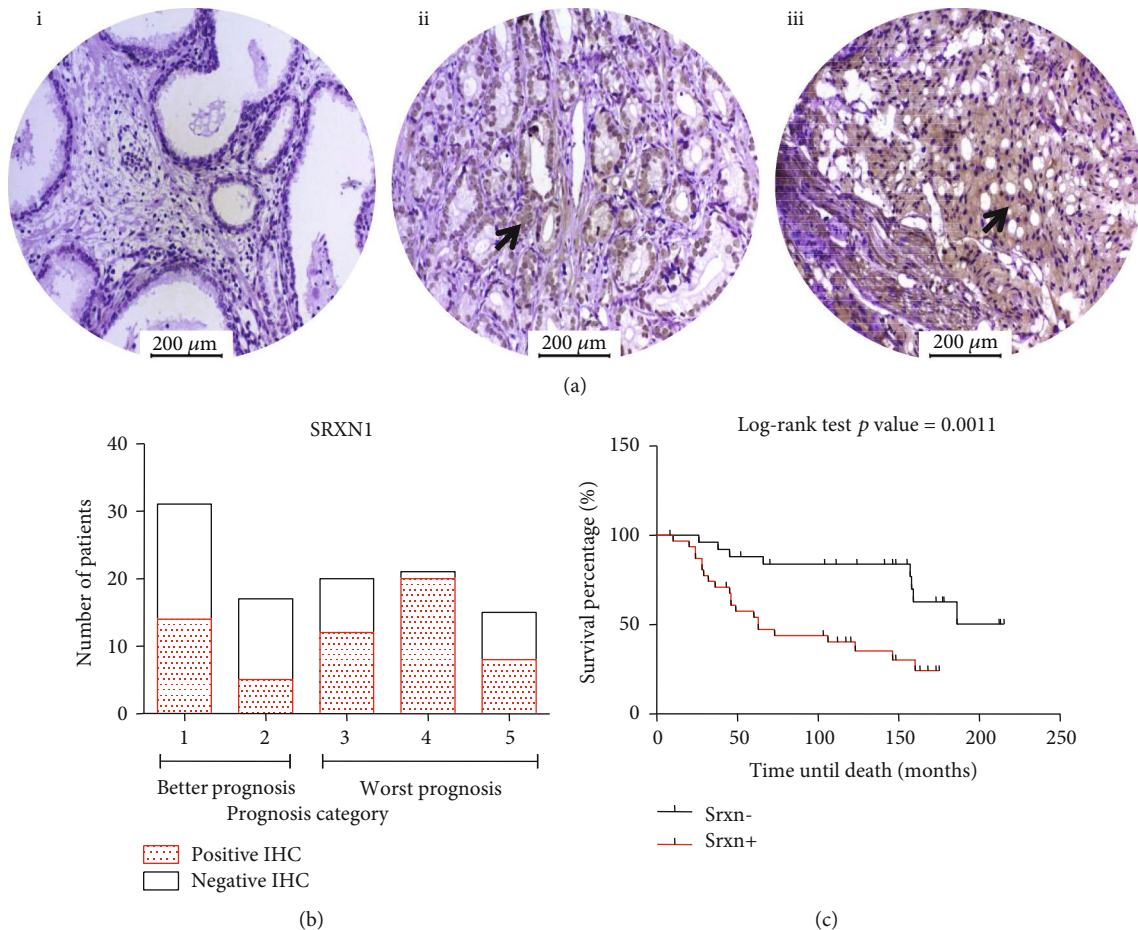 i
ii
iii
200 μm
200 μm
200 μm
(a)
SRXN1
40
30
20
10
0
Number of patients
1
2
3
4
5
Better prognosis
Worst prognosis
Prognosis category
Positive IHC
Negative IHC
(b)
Log-rank test p value = 0.0011
150
100
50
0
Survival percentage (%)
0
50
100
150
200
250
Time until death (months)
Srxn-
Srxn+
(c)